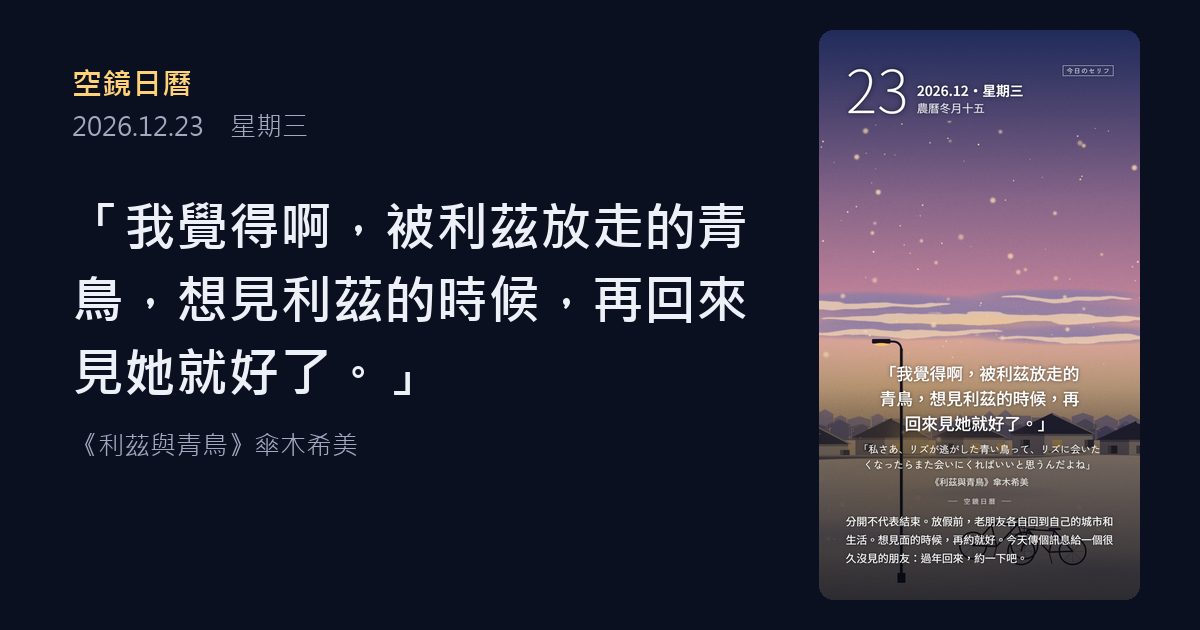 空鏡日曆
2026.12.23 星期三
「我覺得啊，被利茲放走的青
鳥，想見利茲的時候，再回來
見她就好了。」
《利茲與青鳥》傘木希美
23
2026.12・星期三
農曆冬月十五
今日のセリフ
「我覺得啊，被利茲放走的
青鳥，想見利茲的時候，再
回來見她就好了。」
「私さあ、リズが逃がした青い鳥って、リズに会いた
くなったらまた会いにくればいいと思うんだよね」
《利茲與青鳥》傘木希美
— 空鏡日曆 —
分開不代表結束。放假前，老朋友各自回到自己的城市和
生活。想見面的時候，再約就好。今天傳個訊息給一個很
久沒見的朋友：過年回來，約一下吧。